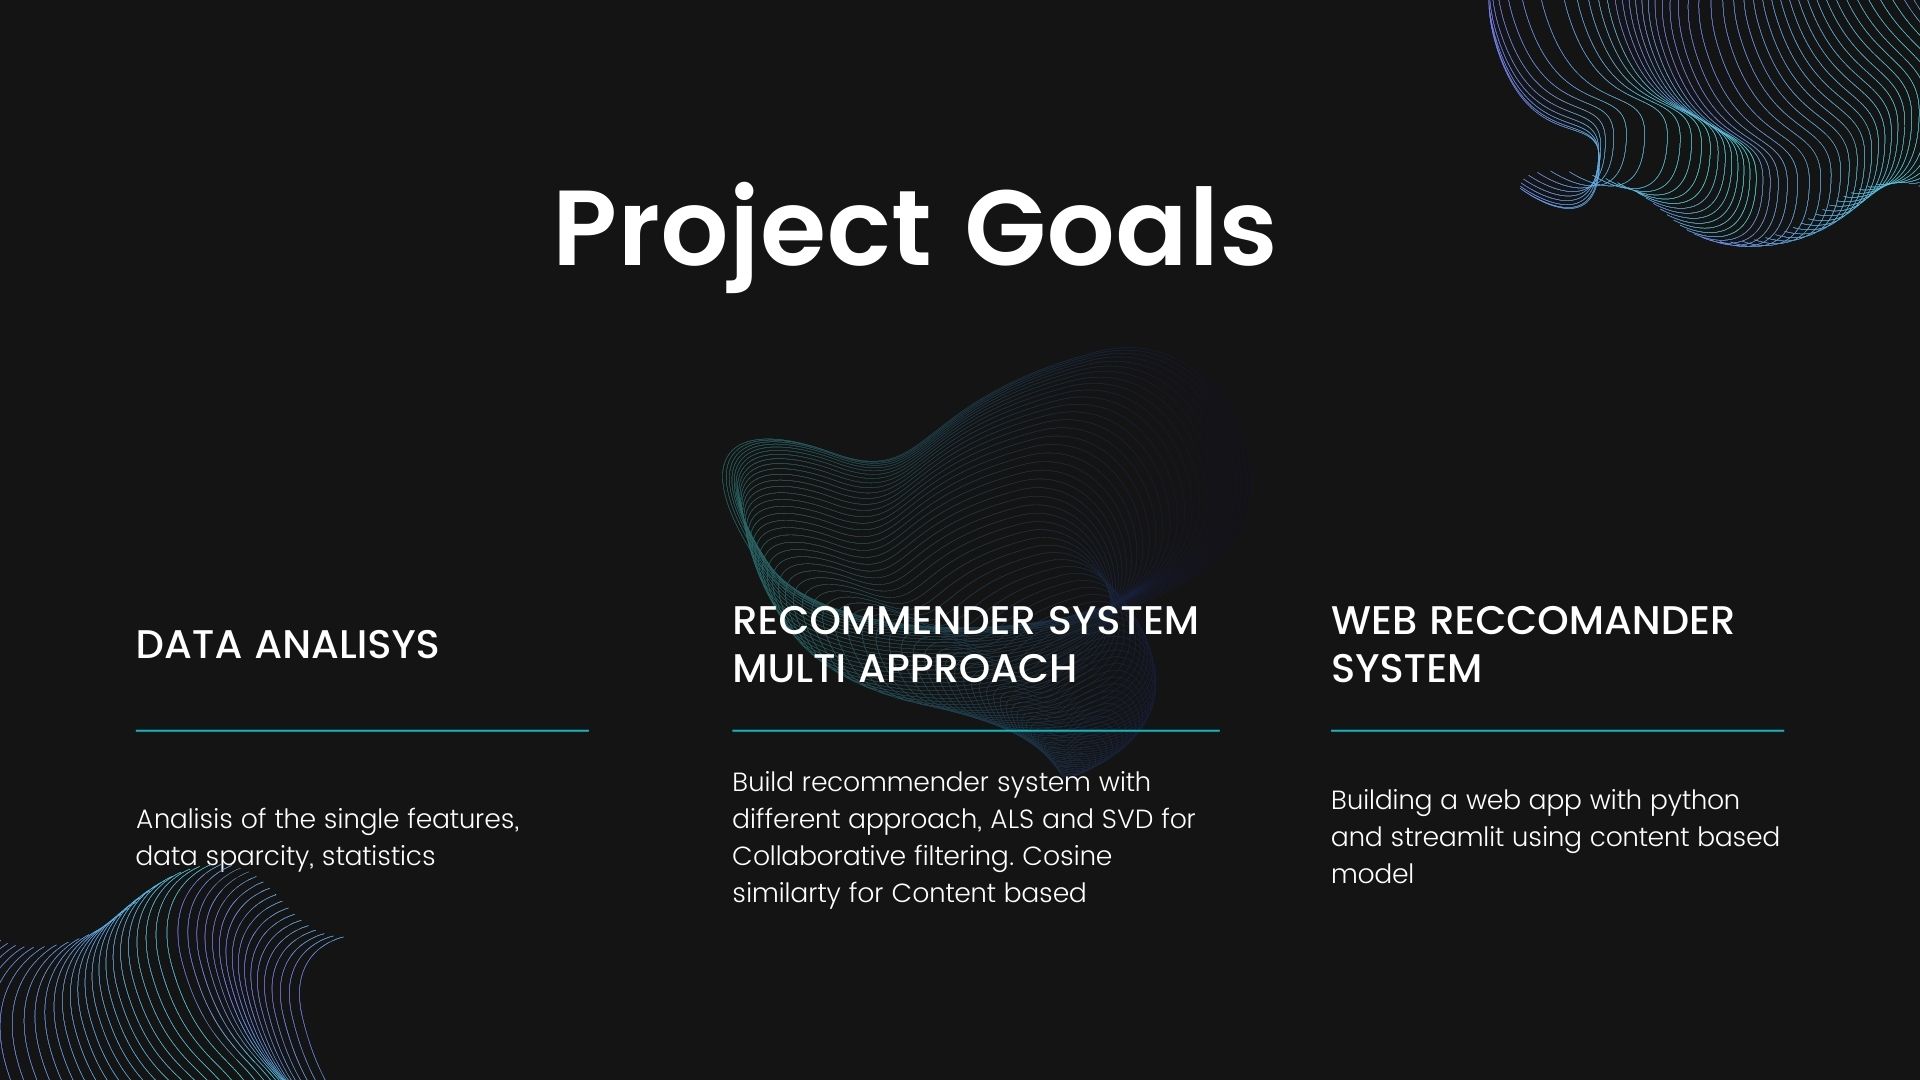 Project Goals
DATA ANALISYS
Analisis of the single features,
data sparcity, statistics
RECOMMENDER SYSTEM
MULTI APPROACH
Build recommender system with
different approach, ALS and SVD for
Collaborative filtering. Cosine
similarty for Content based
WEB RECCOMANDER
SYSTEM
Building a web app with python
and streamlit using content based
model